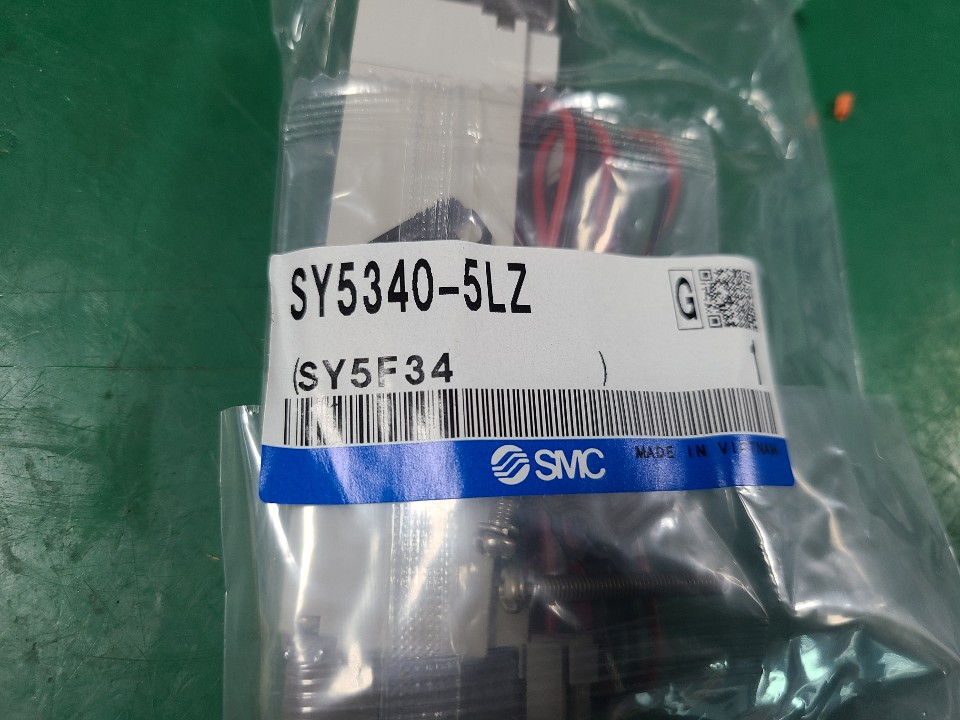 SY5340-5LZ
G
(SY5F34 )
1
SMC
MADE IN VIETNAM